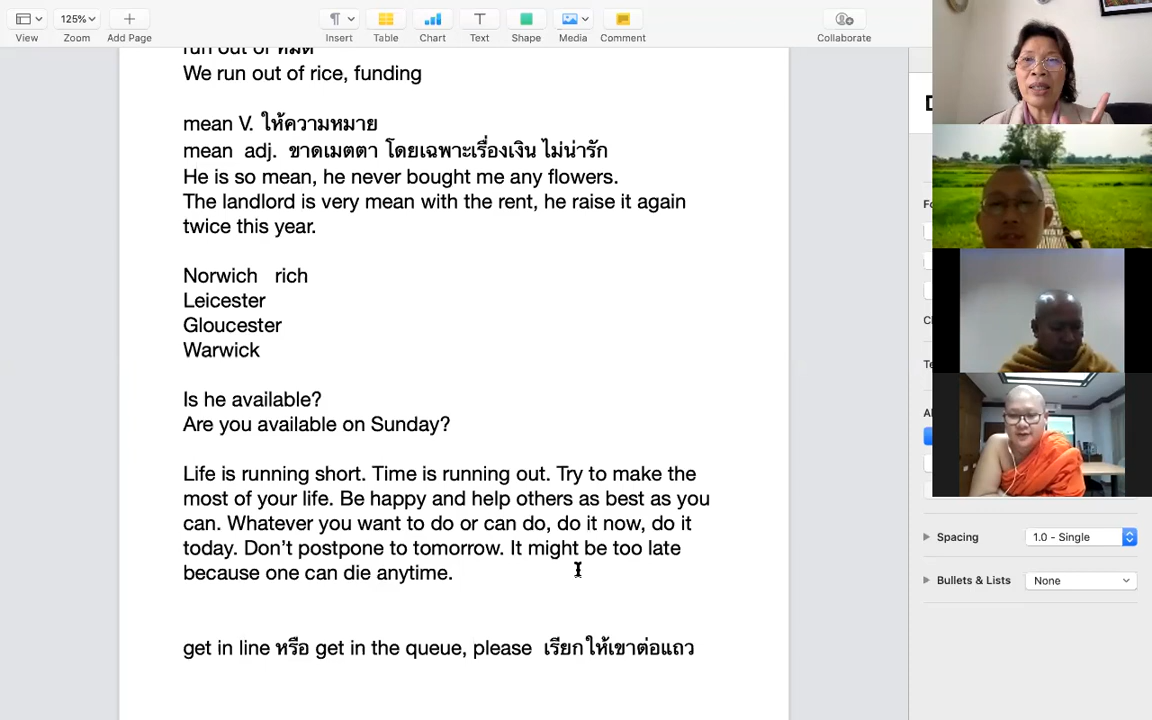 View
125%
Zoom
Add Page
Insert
Table
Chart
Text
Shape
Media
Comment
Collaborate
run out of หมด
We run out of rice, funding
mean V. ให้ความหมาย
mean adj. ขาดเมตตา โดยเฉพาะเรื่องเงิน ไม่น่ารัก
He is so mean, he never bought me any flowers.
The landlord is very mean with the rent, he raise it again
twice this year.
Norwich rich
Leicester
Gloucester
Warwick
Is he available?
Are you available on Sunday?
Life is running short. Time is running out. Try to make the
most of your life. Be happy and help others as best as you
can. Whatever you want to do or can do, do it now, do it
today. Don’t postpone to tomorrow. It might be too late
because one can die anytime.
get in line หรือ get in the queue, please เรียกให้เขาต่อแถว
Spacing
1.0 - Single
Bullets & Lists
None